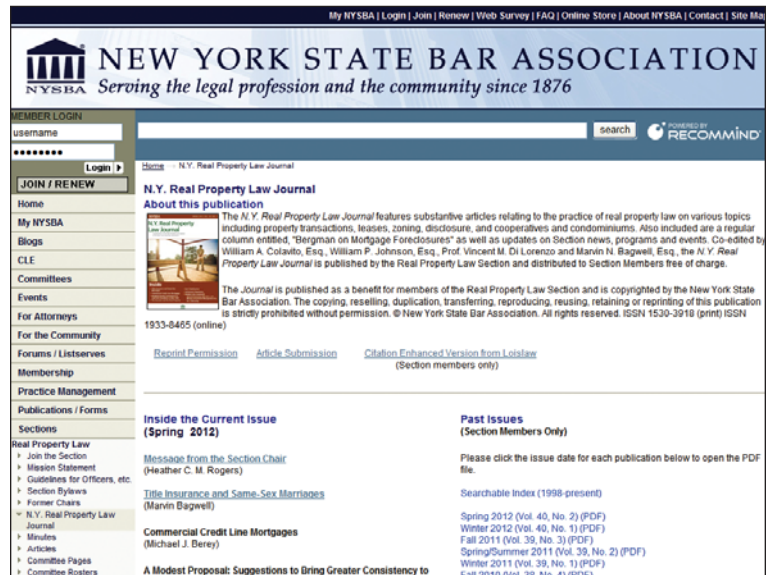 My NYSBA | Login | Join | Renew | Web Survey | FAQ | Online Store | About NYSBA | Contact | Site Map
NEW YORK STATE BAR ASSOCIATION
NYSBA Serving the legal profession and the community since 1876
MEMBER LOGIN
username
Login
JOIN / RENEW
Home
My NYSBA
Blogs
CLE
Committees
Events
For Attorneys
For the Community
Forums / Listserves
Membership
Practice Management
Publications / Forms
Sections
Real Property Law
Join the Section
Mission Statement
Guidelines for Officers, etc.
Section Bylaws
Former Chairs
N.Y. Real Property Law
Journal
Minutes
Articles
Committee Pages
Committee Rosters
search
POWERED BY
RECOMMIND
Home → N.Y. Real Property Law Journal
N.Y. Real Property Law Journal
About this publication
N.Y. Real Property
Law Journal
The N.Y. Real Property Law Journal features substantive articles relating to the practice of real property law on various topics
including property transactions, leases, zoning, disclosure, and cooperatives and condominiums. Also included are a regular
column entitled, "Bergman on Mortgage Foreclosures" as well as updates on Section news, programs and events. Co-edited by
William A. Colavito, Esq., William P. Johnson, Esq., Prof. Vincent M. Di Lorenzo and Marvin N. Bagwell, Esq., the N.Y. Real
Property Law Journal is published by the Real Property Law Section and distributed to Section Members free of charge.
The Journal is published as a benefit for members of the Real Property Law Section and is copyrighted by the New York State
Bar Association. The copying, reselling, duplication, transferring, reproducing, reusing, retaining or reprinting of this publication
is strictly prohibited without permission. © New York State Bar Association. All rights reserved. ISSN 1530-3918 (print) ISSN
1933-8465 (online)
Reprint Permission Article Submission Citation Enhanced Version from Loislaw
(Section members only)
Inside the Current Issue
(Spring 2012)
Message from the Section Chair
(Heather C. M. Rogers)
Title Insurance and Same-Sex Marriages
(Marvin Bagwell)
Commercial Credit Line Mortgages
(Michael J. Berey)
A Modest Proposal: Suggestions to Bring Greater Consistency to
Past Issues
(Section Members Only)
Please click the issue date for each publication below to open the PDF
file.
Searchable Index (1998-present)
Spring 2012 (Vol. 40, No. 2) (PDF)
Winter 2012 (Vol. 40, No. 1) (PDF)
Fall 2011 (Vol. 39, No. 3) (PDF)
Spring/Summer 2011 (Vol. 39, No. 2) (PDF)
Winter 2011 (Vol. 39, No. 1) (PDF)
Fall 2010 (Vol. 38, No. 4) (PDF)